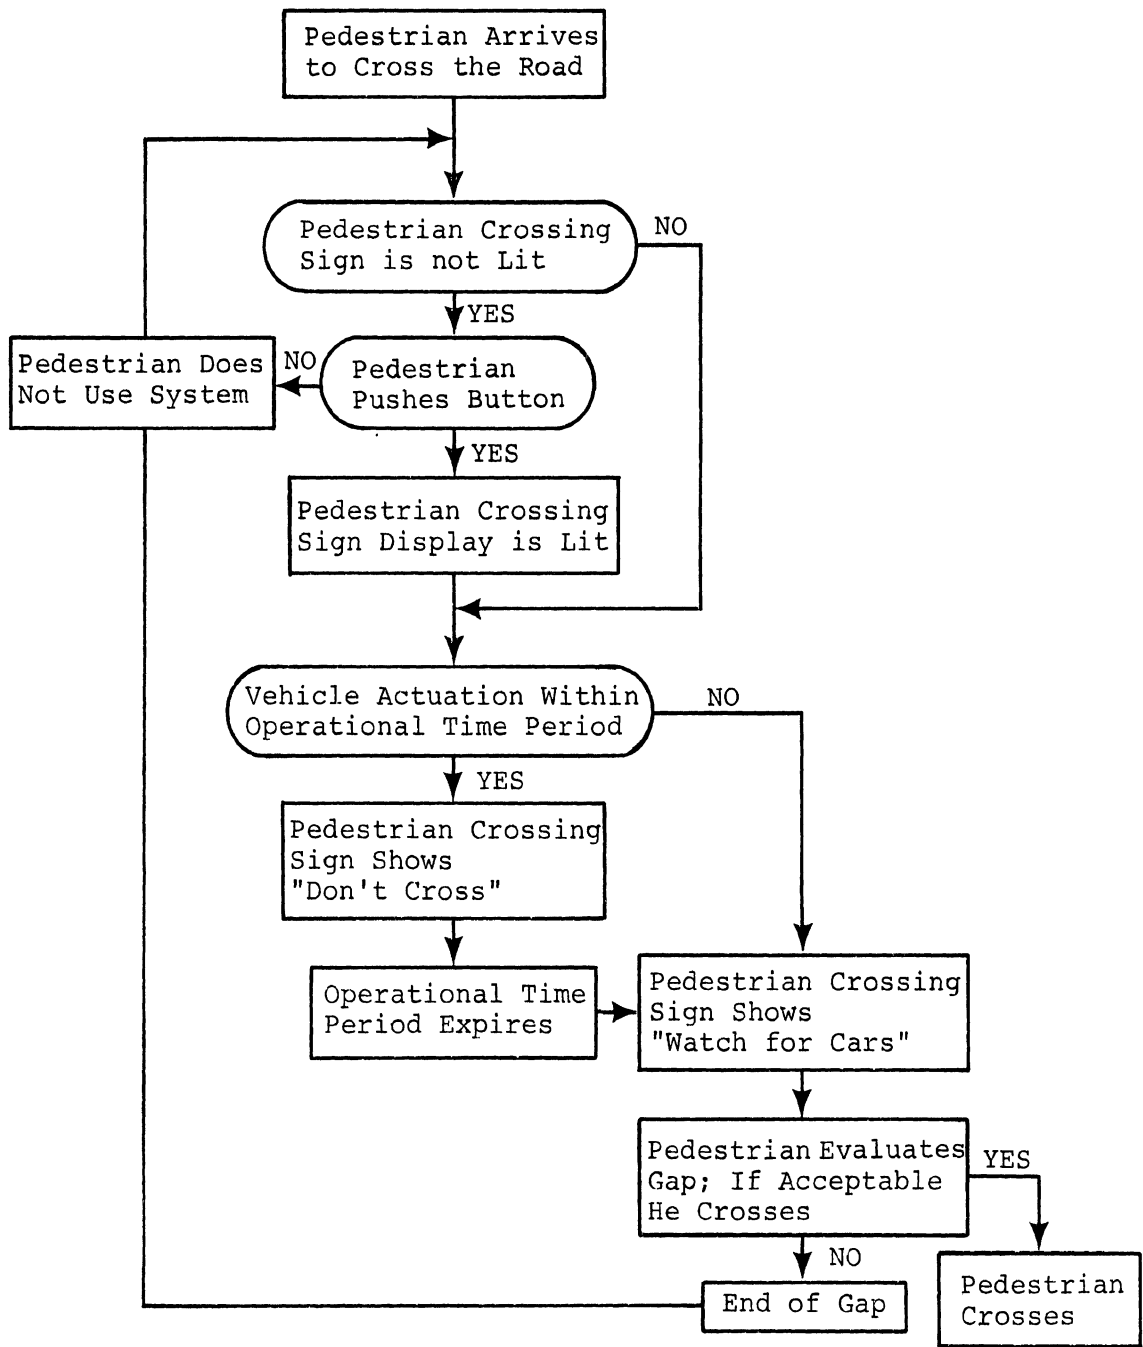 Pedestrian Arrives
to Cross the Road
Pedestrian Crossing
Sign is not Lit
NO
YES
Pedestrian Does
Not Use System
NO
Pedestrian
Pushes Button
YES
Pedestrian Crossing
Sign Display is Lit
Vehicle Actuation Within
Operational Time Period
NO
YES
Pedestrian Crossing
Sign Shows
"Don't Cross"
Operational Time
Period Expires
Pedestrian Crossing
Sign Shows
"Watch for Cars"
Pedestrian Evaluates
Gap; If Acceptable
He Crosses
YES
NO
End of Gap
Pedestrian
Crosses